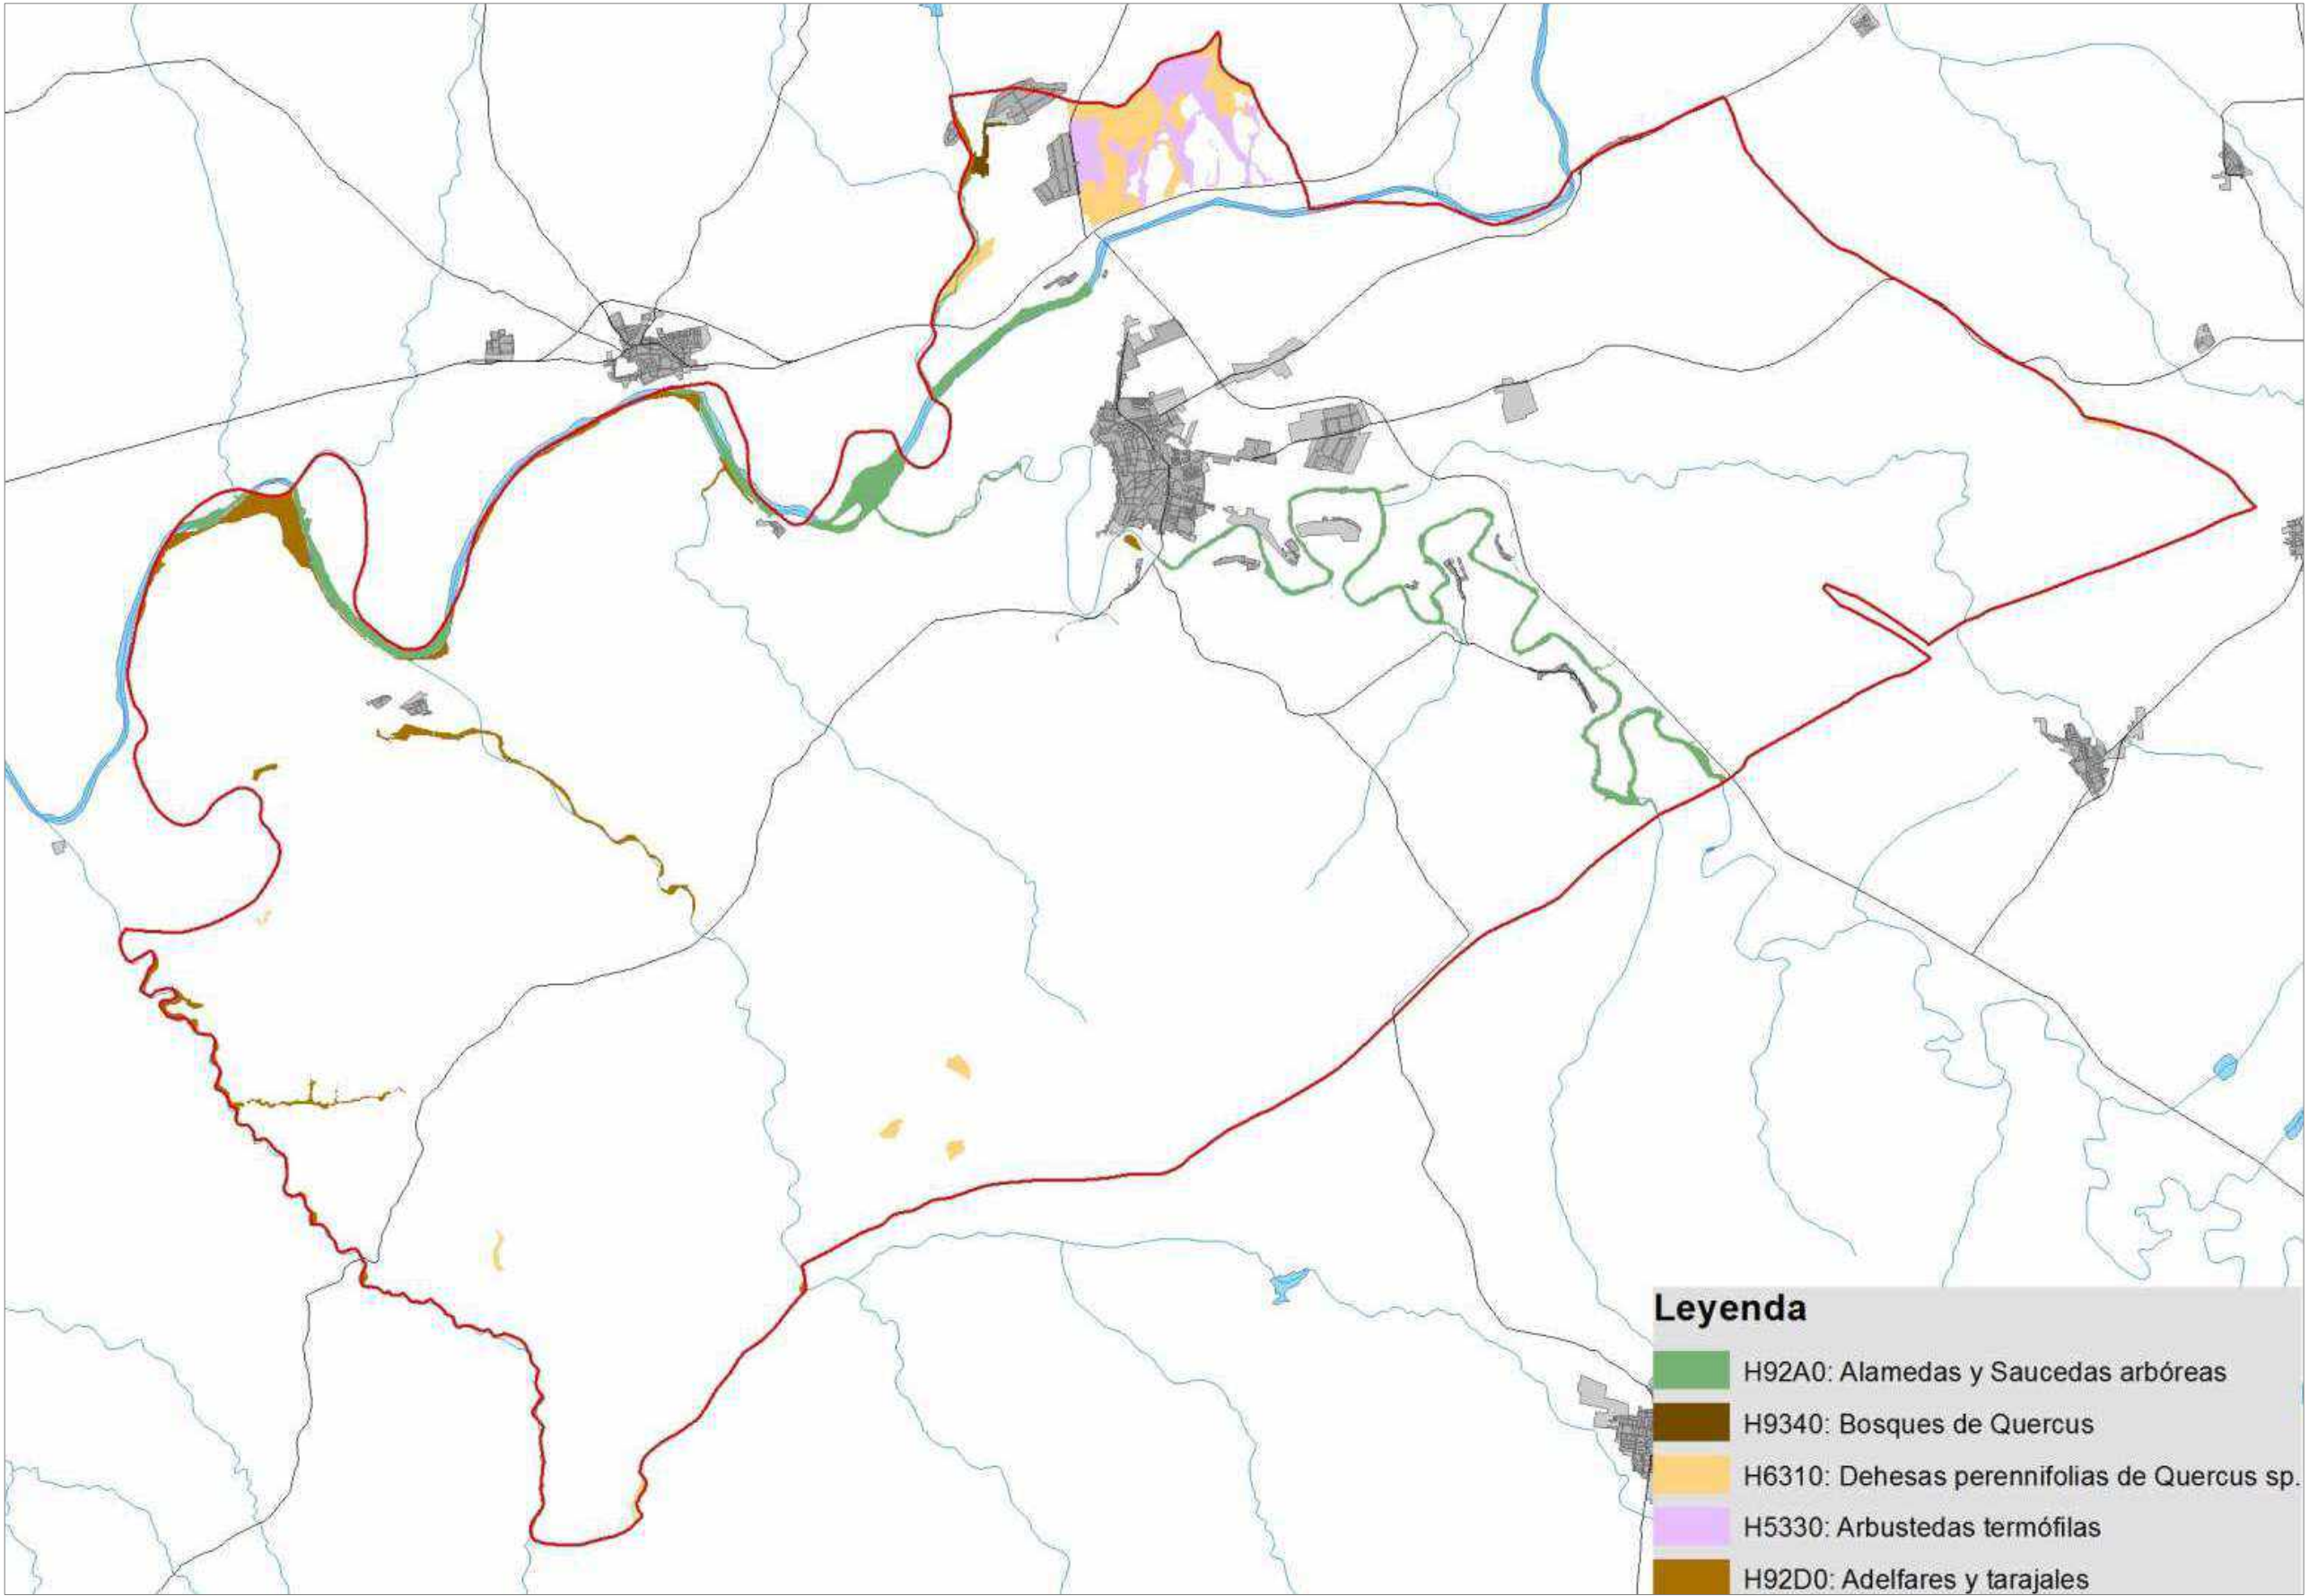 Leyenda
H92A0: Alamedas y Saucedas arbóreas
H9340: Bosques de Quercus
H6310: Dehesas perennifolias de Quercus sp.
H5330: Arbustedas termófilas
H92D0: Adelfares y tarajales